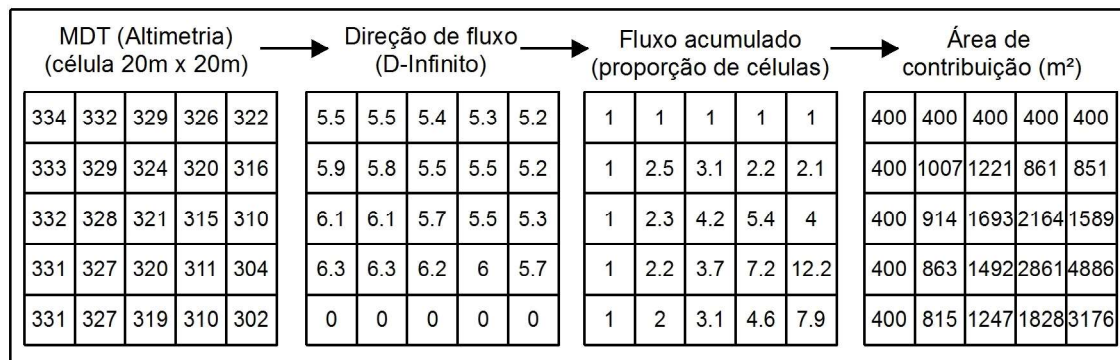 MDT (Altimetria)
(célula 20m x 20m)
334 332 329 326 322
333 329 324 320 316
332 328 321 315 310
331 327 320 311 304
331 327 319 310 302
Direção de fluxo
(D-Infinito)
5.5 5.5 5.4 5.3 5.2
5.9 5.8 5.5 5.5 5.2
6.1 6.1 5.7 5.5 5.3
6.3 6.3 6.2 6 5.7
0 0 0 0 0
Fluxo acumulado
(proporção de células)
1 1 1 1 1
1 2.5 3.1 2.2 2.1
1 2.3 4.2 5.4 4
1 2.2 3.7 7.2 12.2
1 2 3.1 4.6 7.9
Área de
contribuição (m²)
400 400 400 400 400
400 1007 1221 861 851
400 914 1693 2164 1589
400 863 1492 2861 4886
400 815 1247 1828 3176